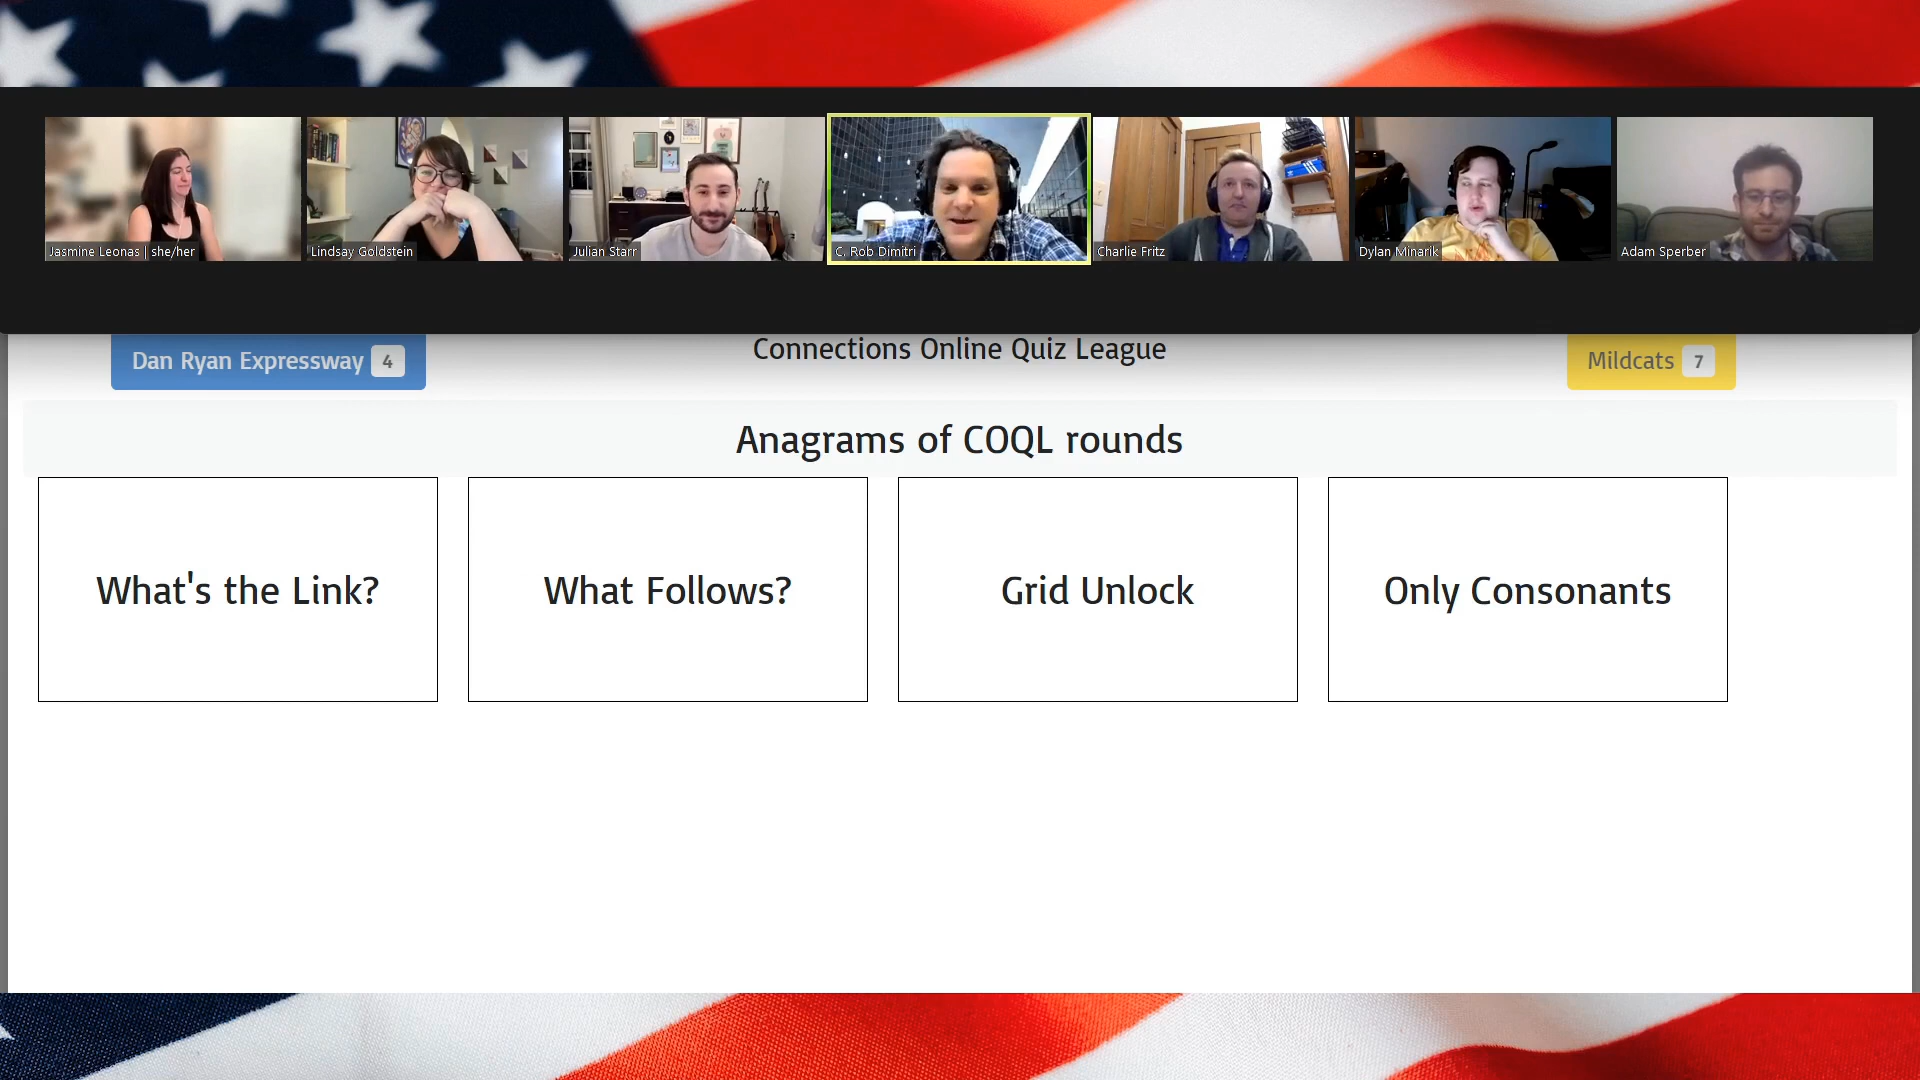 Jasmine Leonas | she/her
Lindsay Goldstein
Julian Starr
C. Rob Dimitri
Charlie Fritz
Dylan Minarik
Adam Sperber
Dan Ryan Expressway 4
Connections Online Quiz League
Mildcats 7
Anagrams of COQL rounds
What's the Link?
What Follows?
Grid Unlock
Only Consonants